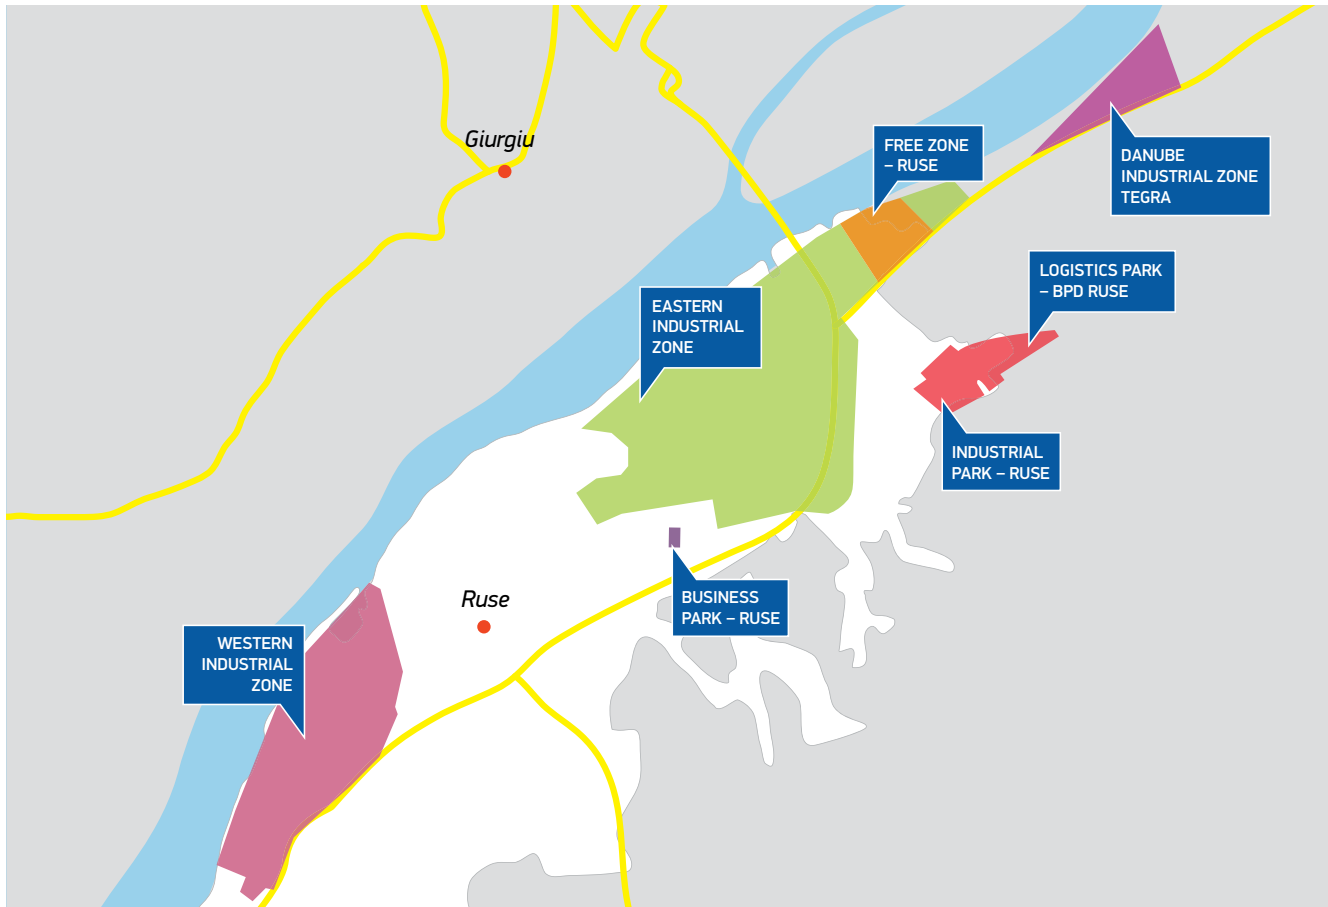 Giurgiu
FREE ZONE
– RUSE
DANUBE
INDUSTRIAL ZONE
TEGRA
LOGISTICS PARK
– BPD RUSE
EASTERN
INDUSTRIAL
ZONE
INDUSTRIAL
PARK – RUSE
BUSINESS
PARK – RUSE
Ruse
WESTERN
INDUSTRIAL
ZONE